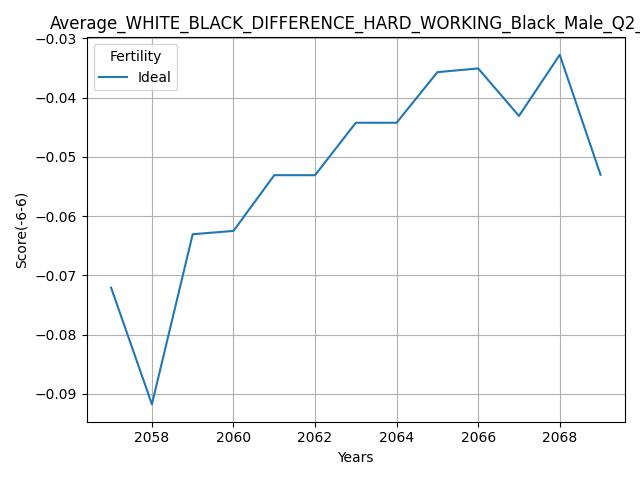 Average_WHITE_BLACK_DIFFERENCE_HARD_WORKING_Black_Male_Q2_
Fertility
Ideal
Score(-6-6)
−0.03
−0.04
−0.05
−0.06
−0.07
−0.08
−0.09
2058 2060 2062 2064 2066 2068
Years